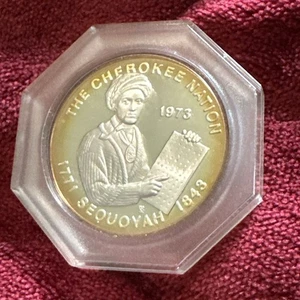 THE CHEROKEE NATION
1973
1771 SEQUOYAH 1843